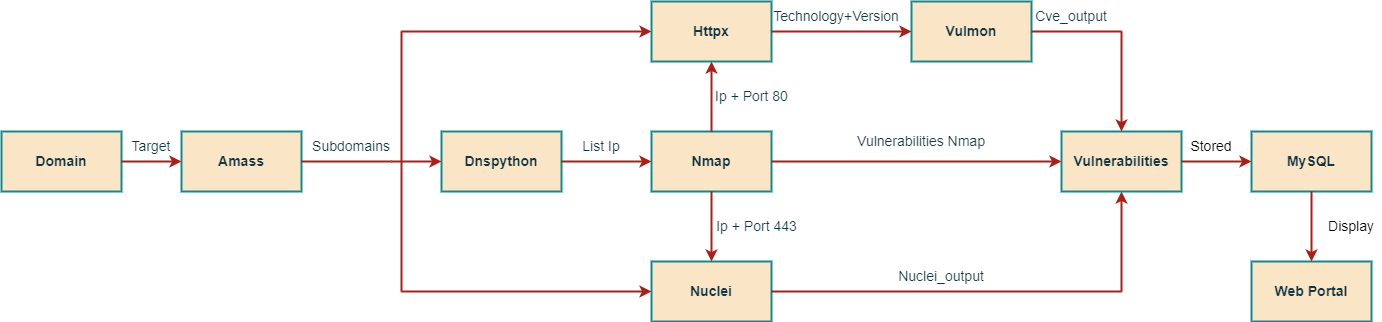 Httpx
Technology+Version
Vulmon
Cve_output
Ip + Port 80
Domain
Target
Amass
Subdomains
Dnspython
List Ip
Nmap
Vulnerabilities Nmap
Vulnerabilities
Stored
MySQL
Ip + Port 443
Display
Nuclei
Nuclei_output
Web Portal